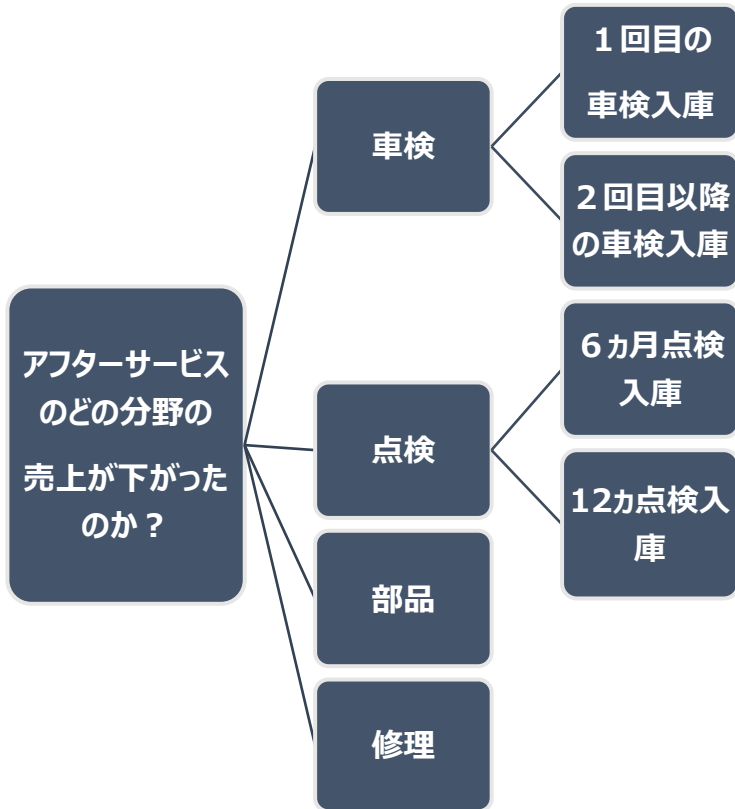 アフターサービス
のどの分野の
売上が下がった
のか？
車検
1回目の
車検入庫
2回目以降
の車検入庫
点検
6ヵ月点検
入庫
12ヵ点検入
庫
部品
修理